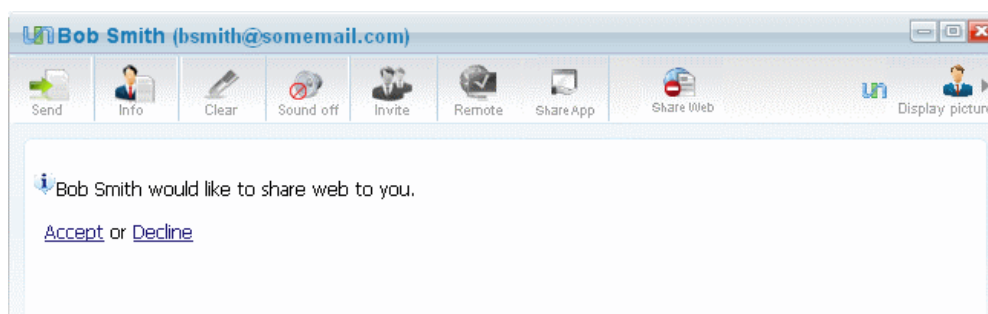 Bob Smith (bsmith@somemail.com)
Send Info Clear Sound off Invite Remote Share App Share Web Display picture
Bob Smith would like to share web to you.
Accept or Decline